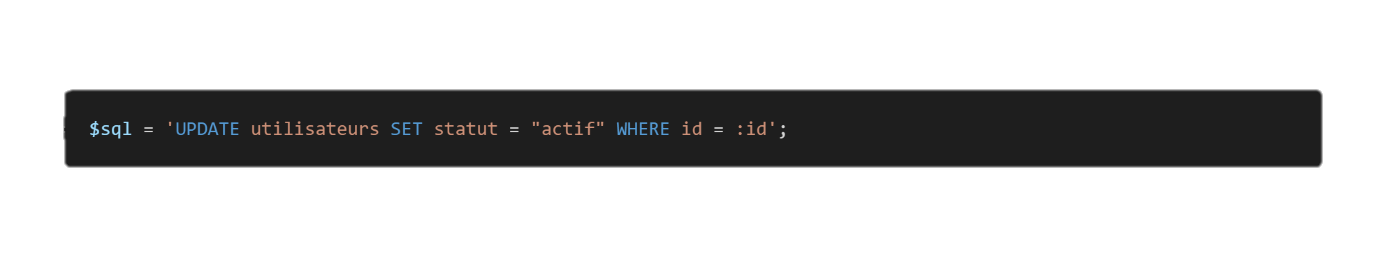 $sql = 'UPDATE utilisateurs SET statut = "actif" WHERE id = :id';